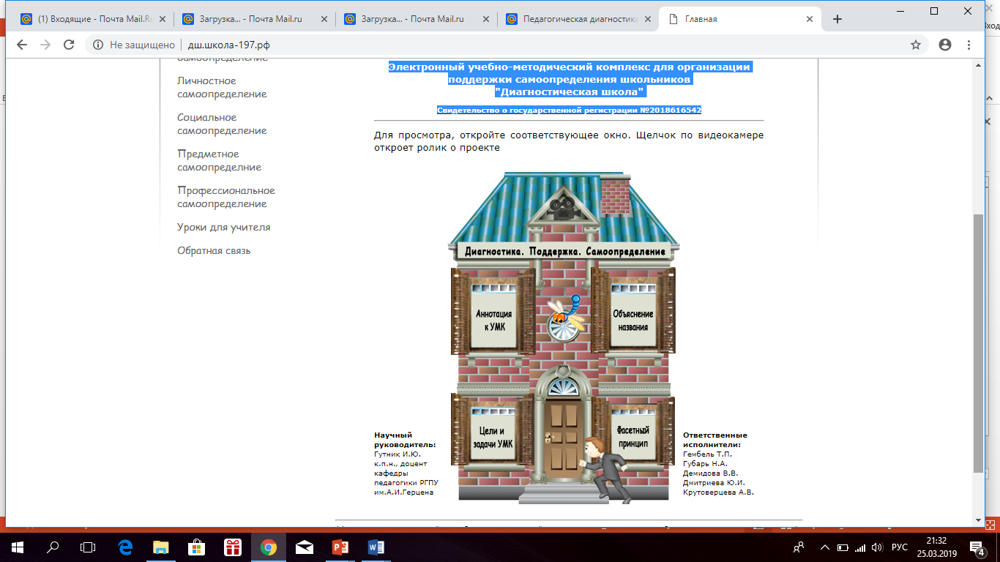 (1) Входящие - Почта Mail.R
Загрузка... - Почта Mail.ru
Загрузка... - Почта Mail.ru
Педагогическая диагностика
Главная
Вход
Не защищено
дш.школа-197.рф
самоопределение
Личностное
самоопределение
Социальное
самоопределение
Предметное
самоопрделние
Профессиональное
самоопределение
Уроки для учителя
Обратная связь
Электронный учебно-методический комплекс для организации
поддержки самоопределения школьников
"Диагностическая школа"
Свидетельство о государственной регистрации №2018616542
Для просмотра, откройте соответствующее окно. Щелчок по видеокамере
откроет ролик о проекте
Диагностика. Поддержка. Самоопределение
Аннотация
к УМК
Объяснение
названия
Цели и
задачи УМК
Фасетный
принцип
Научный
руководитель:
Гутник И.Ю.
к.п.н., доцент
кафедры
педагогики РГПУ
им.А.И.Герцена
Ответственные
исполнители:
Гембель Т.П.
Губарь Н.А.
Демидова В.В.
Дмитриева Ю.И.
Крутоверцева А.В.
РУС
21:32
25.03.2019
4